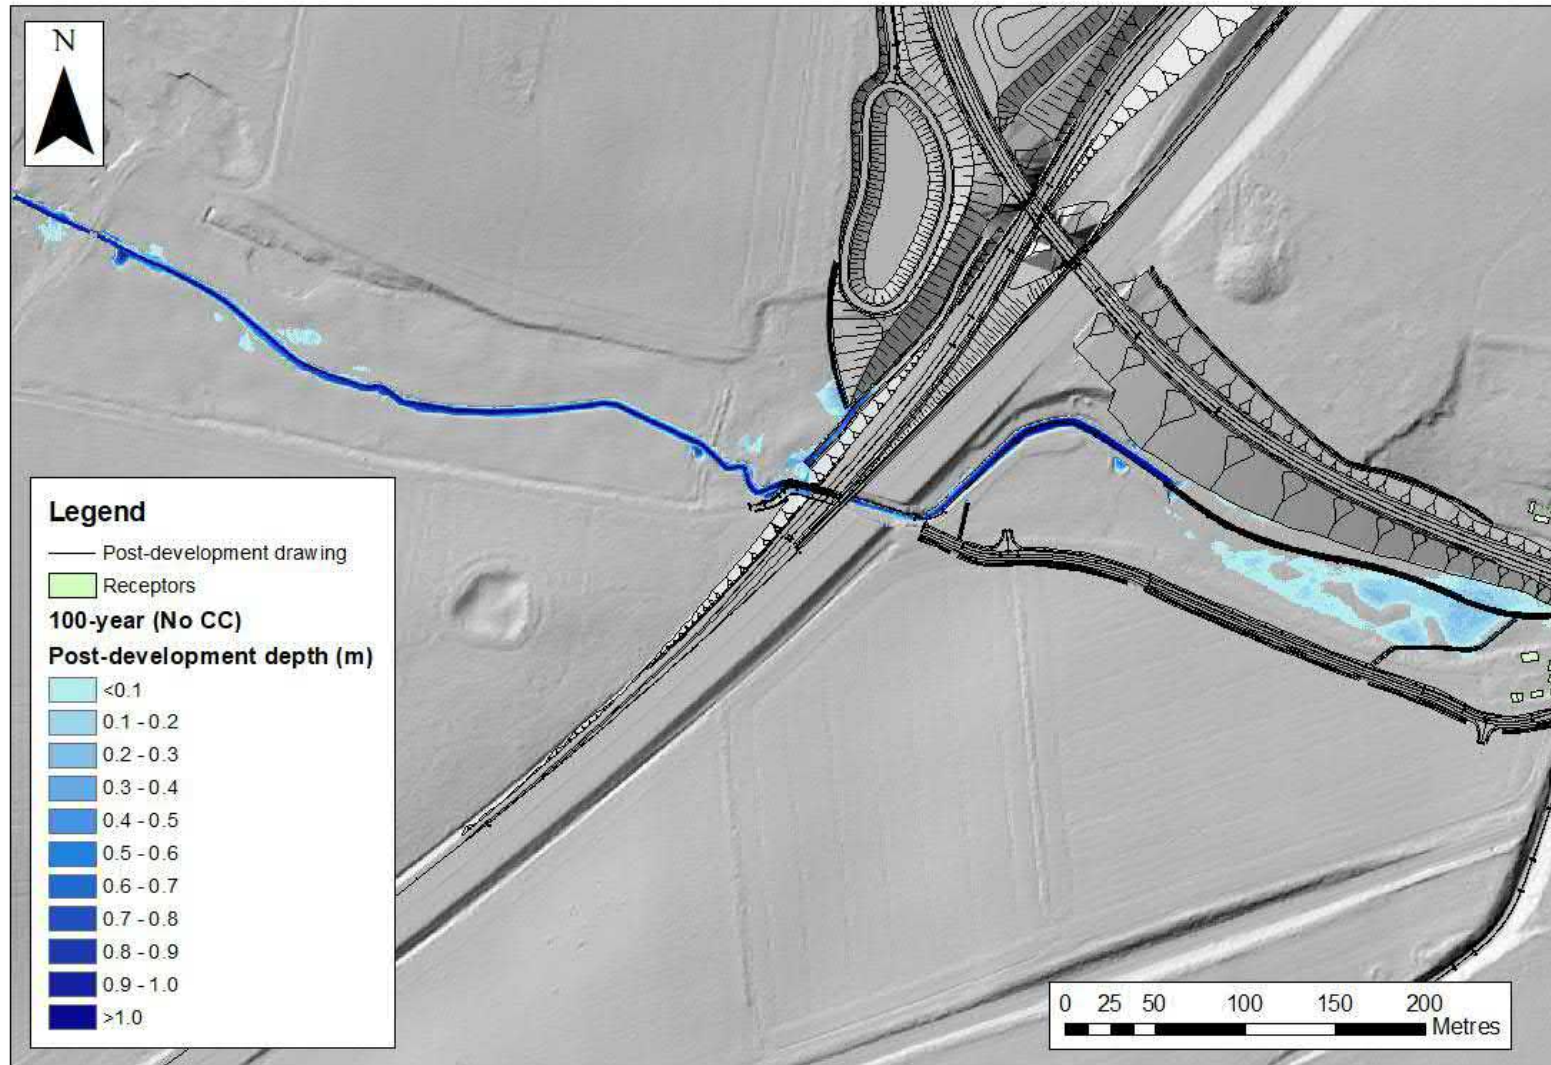 N
Legend
Post-development drawing
Receptors
100-year (No CC)
Post-development depth (m)
<0.1
0.1 - 0.2
0.2 - 0.3
0.3 - 0.4
0.4 - 0.5
0.5 - 0.6
0.6 - 0.7
0.7 - 0.8
0.8 - 0.9
0.9 - 1.0
>1.0
0 25 50 100 150 200
Metres